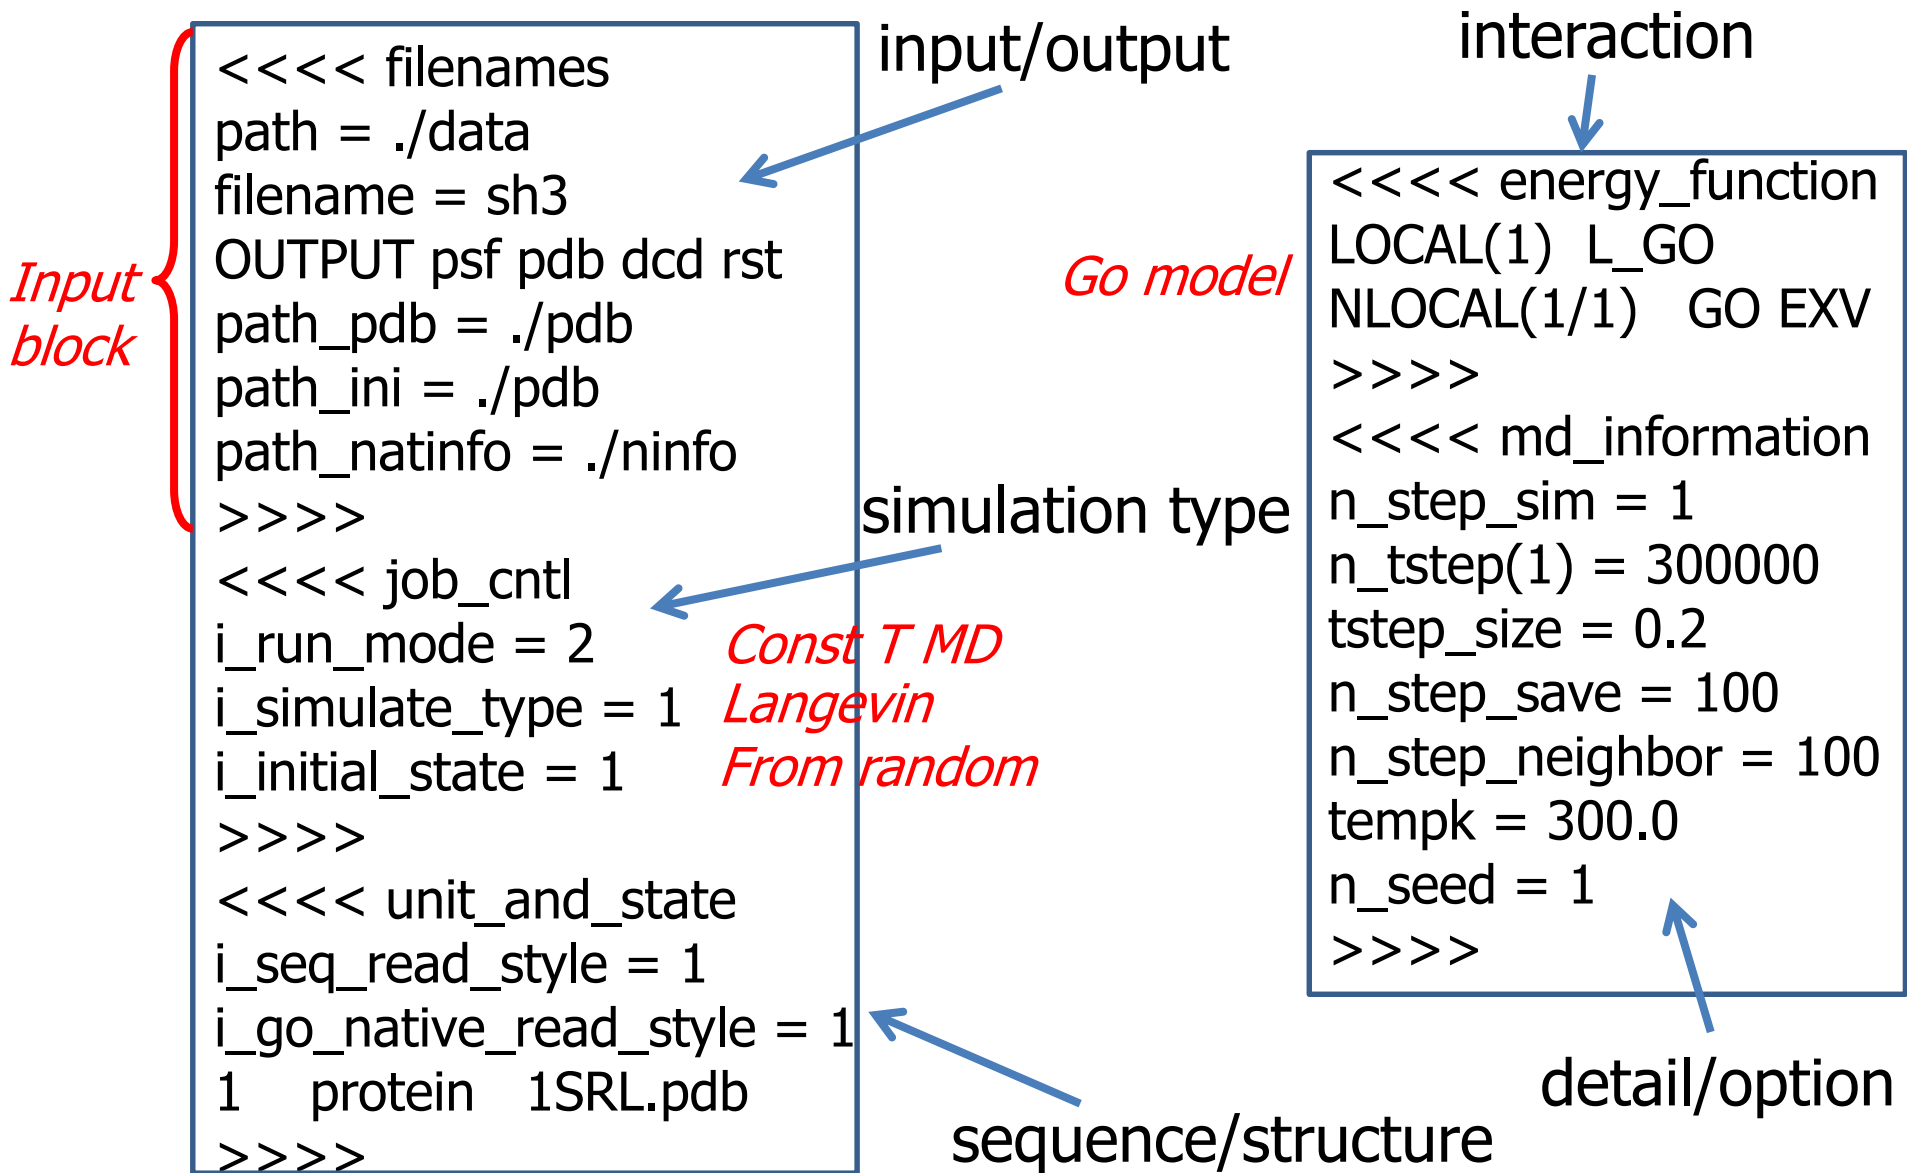 input/output
interaction
<<<< filenames
path = ./data
filename = sh3
OUTPUT psf pdb dcd rst
path_pdb = ./pdb
path_ini = ./pdb
path_natinfo = ./ninfo
>>>>
Input
block
simulation type
<<<< job_cntl
i_run_mode = 2
Const T MD
i_simulate_type = 1
Langevin
i_initial_state = 1
From random
>>>>
<<<< unit_and_state
i_seq_read_style = 1
i_go_native_read_style = 1
1 protein 1SRL.pdb
>>>>
sequence/structure
Go model
<<<< energy_function
LOCAL(1) L_GO
NLOCAL(1/1) GO EXV
>>>>
<<<< md_information
n_step_sim = 1
n_tstep(1) = 300000
tstep_size = 0.2
n_step_save = 100
n_step_neighbor = 100
tempk = 300.0
n_seed = 1
>>>>
detail/option